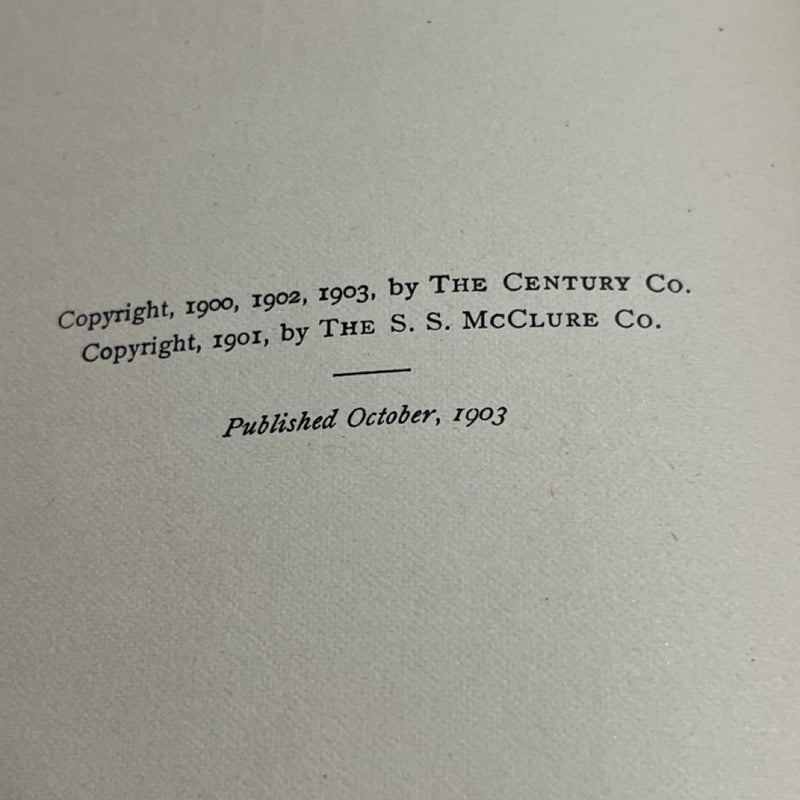 Copyright, 1900, 1902, 1903, by THE CENTURY CO.
Copyright, 1901, by THE S. S. MCCLURE CO.
Published October, 1903